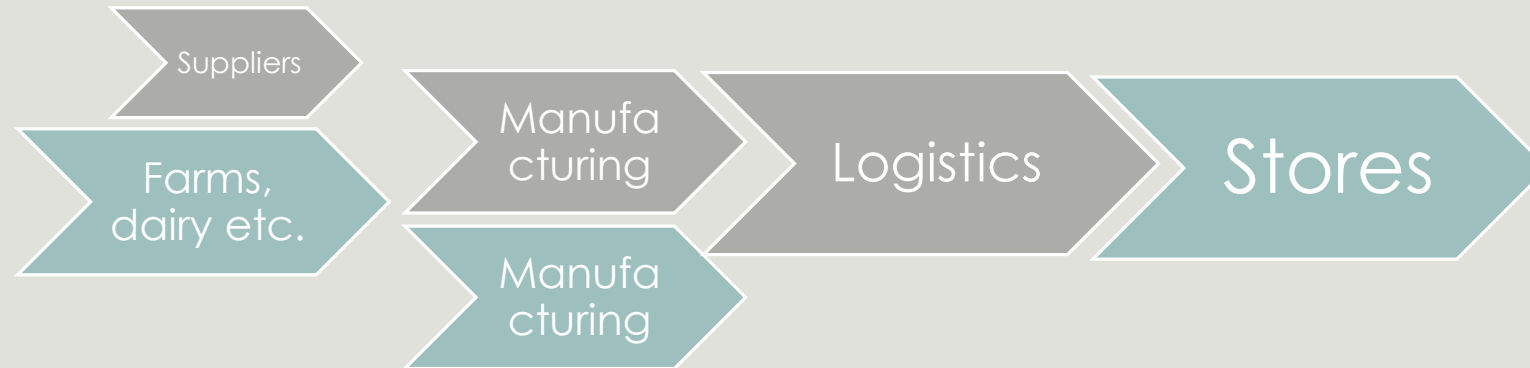 Suppliers
Farms,
dairy etc.
Manufa
cturing
Manufa
cturing
Logistics
Stores